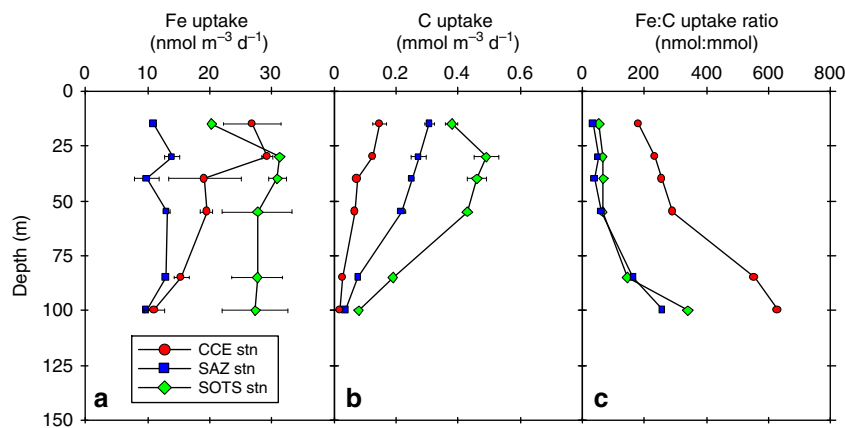 Fe uptake
(nmol m⁻³ d⁻¹)
C uptake
(mmol m⁻³ d⁻¹)
Fe:C uptake ratio
(nmol:mmol)
0 10 20 30 0 0.2 0.4 0.6 0 200 400 600 800
0
25
50
75
100
125
150
Depth (m)
CCE stn
SAZ stn
SOTS stn
a b c